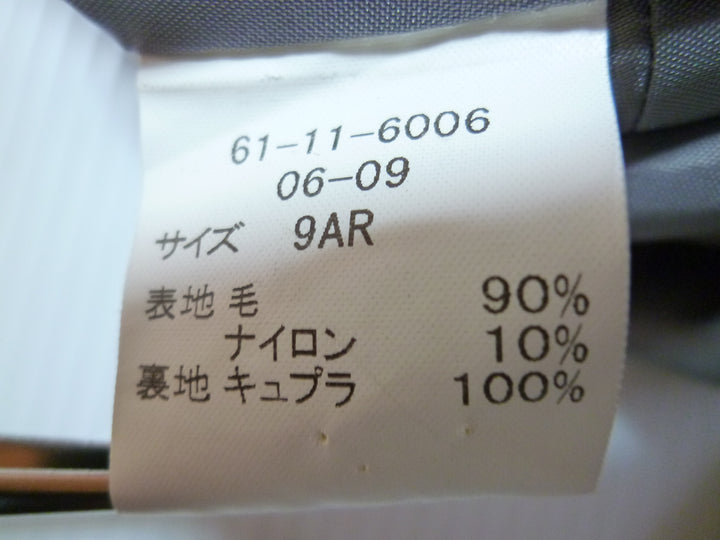 61-11-6006
06-09
サイズ 9AR
表地 毛 90%
ナイロン 10%
裏地 キュプラ 100%